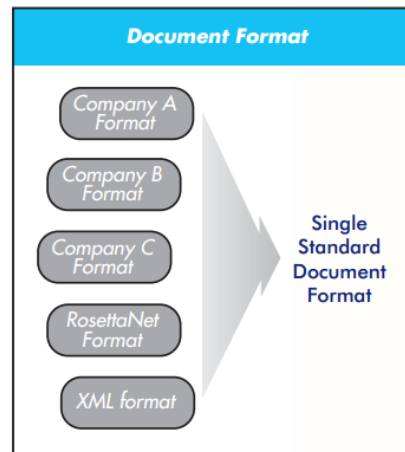 Document Format
Company A
Format
Company B
Format
Company C
Format
RosettaNet
Format
XML format
Single
Standard
Document
Format